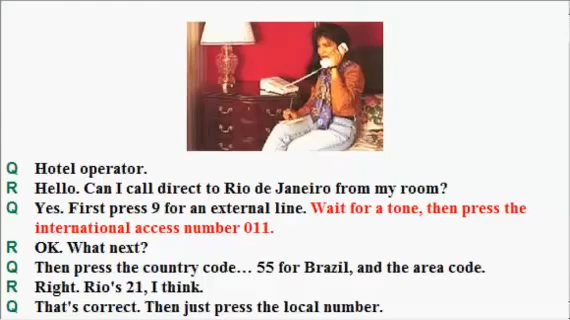 Q Hotel operator.
R Hello. Can I call direct to Rio de Janeiro from my room?
Q Yes. First press 9 for an external line. Wait for a tone, then press the
international access number 011.
R OK. What next?
Q Then press the country code… 55 for Brazil, and the area code.
R Right. Rio's 21, I think.
Q That's correct. Then just press the local number.